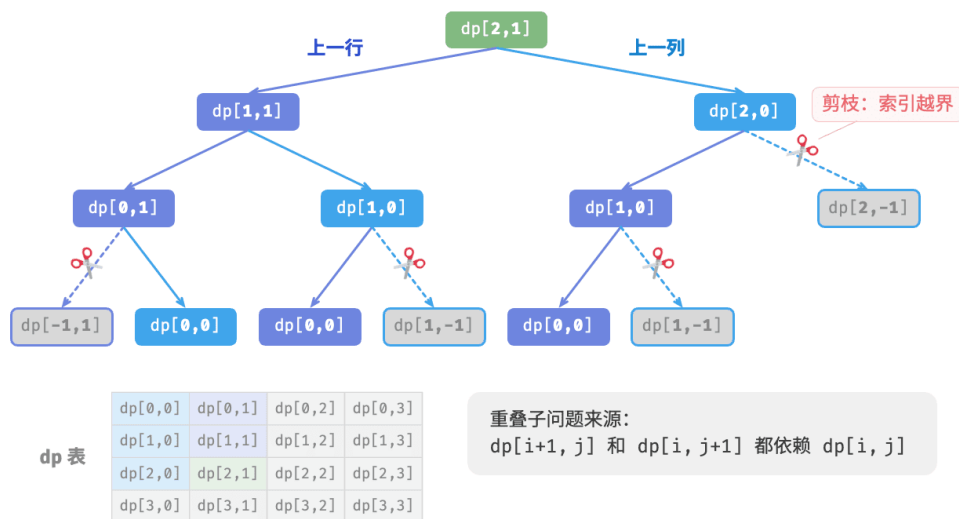 dp[2,1]
上一行
上一列
dp[1,1]
dp[2,0]
剪枝：索引越界
dp[0,1]
dp[1,0]
dp[1,0]
dp[2,-1]
dp[-1,1]
dp[0,0]
dp[0,0]
dp[1,-1]
dp[0,0]
dp[1,-1]
dp 表
dp[0,0] dp[0,1] dp[0,2] dp[0,3]
dp[1,0] dp[1,1] dp[1,2] dp[1,3]
dp[2,0] dp[2,1] dp[2,2] dp[2,3]
dp[3,0] dp[3,1] dp[3,2] dp[3,3]
重叠子问题来源：
dp[i+1, j] 和 dp[i, j+1] 都依赖 dp[i, j]